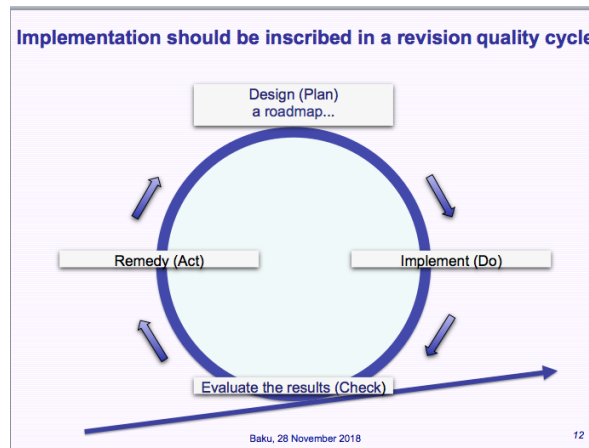 Implementation should be inscribed in a revision quality cycle
Design (Plan)
a roadmap...
Remedy (Act)
Implement (Do)
Evaluate the results (Check)
Baku, 28 November 2018
12